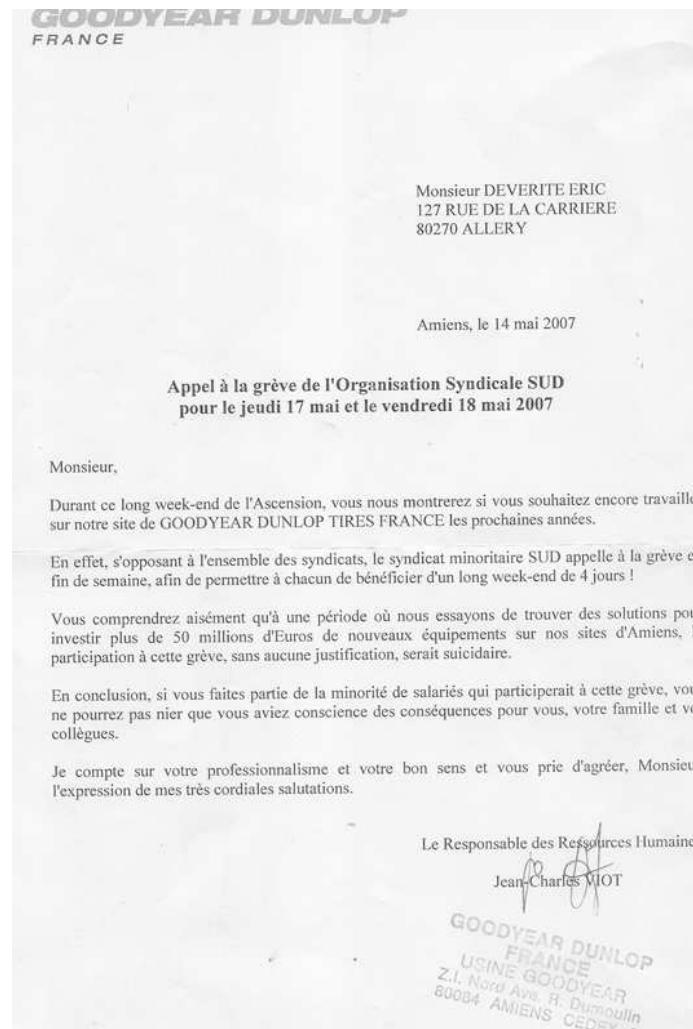 GOODYEAR DUNLOP
FRANCE
Monsieur DEVERITE ERIC
127 RUE DE LA CARRIERE
80270 ALLERY
Amiens, le 14 mai 2007
Appel à la grève de l'Organisation Syndicale SUD
pour le jeudi 17 mai et le vendredi 18 mai 2007
Monsieur,
Durant ce long week-end de l'Ascension, vous nous montrerez si vous souhaitez encore travaille
sur notre site de GOODYEAR DUNLOP TIRES FRANCE les prochaines années.
En effet, s'opposant à l'ensemble des syndicats, le syndicat minoritaire SUD appelle à la grève e
fin de semaine, afin de permettre à chacun de bénéficier d'un long week-end de 4 jours !
Vous comprendrez aisément qu'à une période où nous essayons de trouver des solutions pou
investir plus de 50 millions d'Euros de nouveaux équipements sur nos sites d'Amiens,
participation à cette grève, sans aucune justification, serait suicidaire.
En conclusion, si vous faites partie de la minorité de salariés qui participerait à cette grève, vou
ne pourrez pas nier que vous aviez conscience des conséquences pour vous, votre famille et vo
collègues.
Je compte sur votre professionnalisme et votre bon sens et vous prie d'agréer, Monsieu
l'expression de mes très cordiales salutations.
Le Responsable des Ressources Humaine
Jean-Charles VIOT
GOODYEAR DUNLOP
FRANCE
USINE GOODYEAR
Z.I. Nord Ave. R. Dumoulin
80084 AMIENS CEDEX